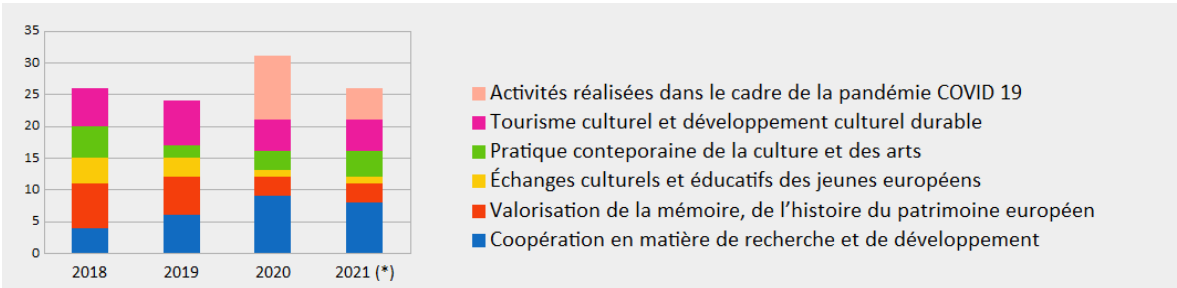 35
30
25
20
15
10
5
0
2018 2019 2020 2021 (*)
Activités réalisées dans le cadre de la pandémie COVID 19
Tourisme culturel et développement culturel durable
Pratique conteporaine de la culture et des arts
Échanges culturels et éducatifs des jeunes européens
Valorisation de la mémoire, de l’histoire du patrimoine européen
Coopération en matière de recherche et de développement